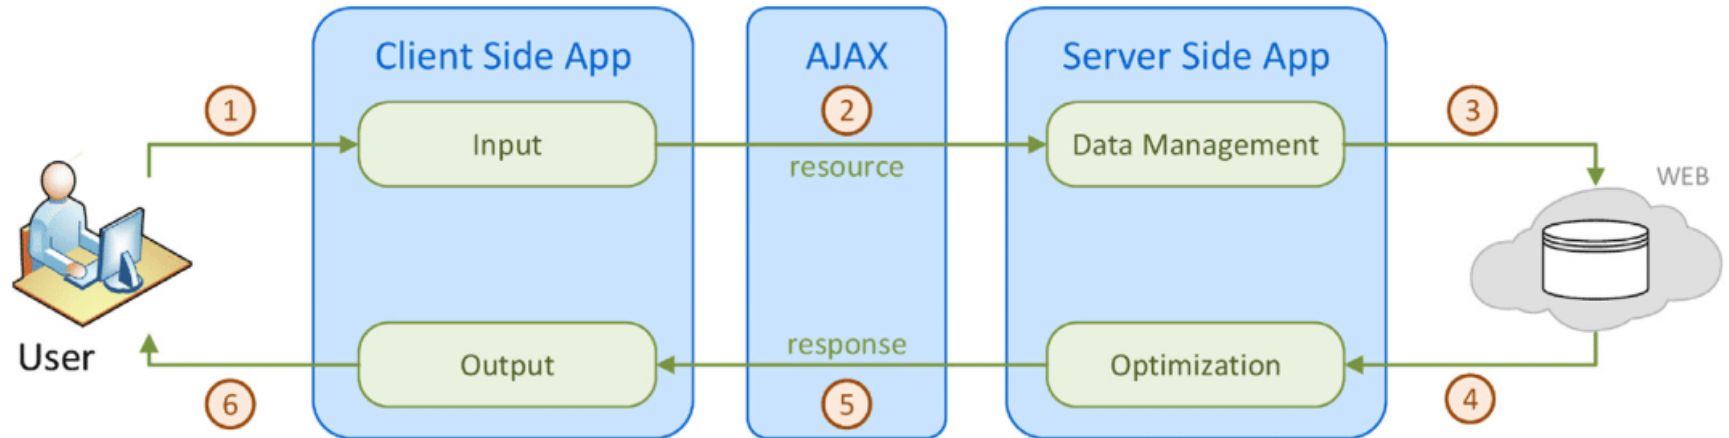 Client Side App
AJAX
Server Side App
1
2
3
Input
resource
Data Management
WEB
User
Output
response
Optimization
6
5
4